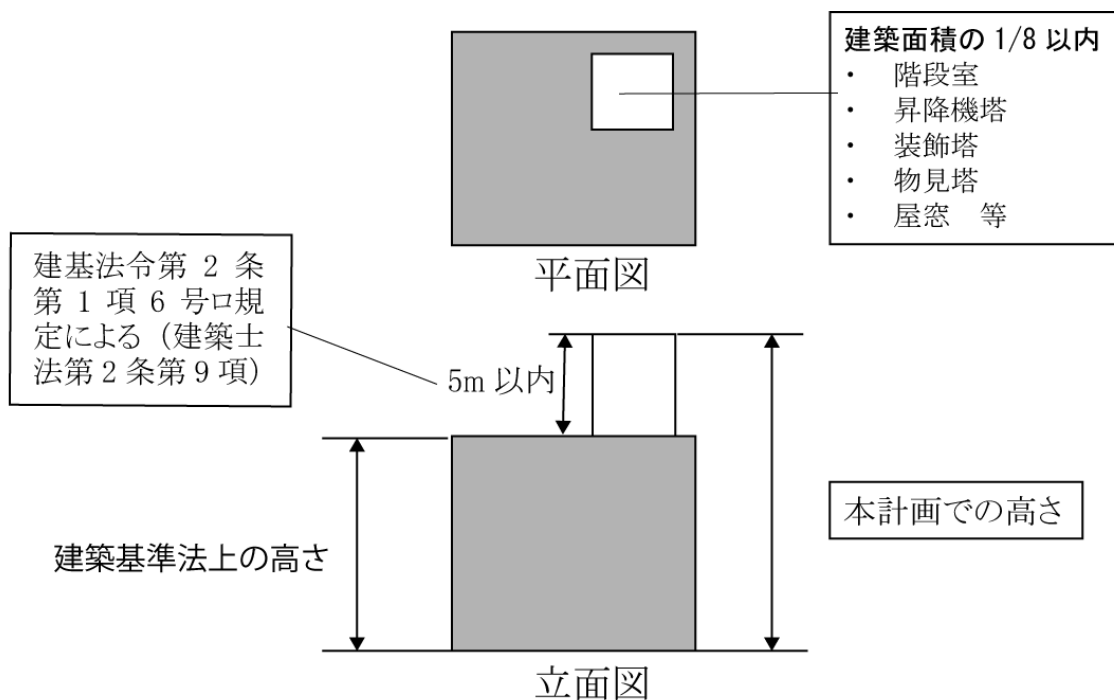 建築面積の 1/8 以内
・ 階段室
・ 昇降機塔
・ 装飾塔
・ 物見塔
・ 屋窓 等
平面図
建基法令第 2 条
第 1 項 6 号ロ規
定による（建築士
法第 2 条第 9 項）
5m 以内
本計画での高さ
建築基準法上の高さ
立面図